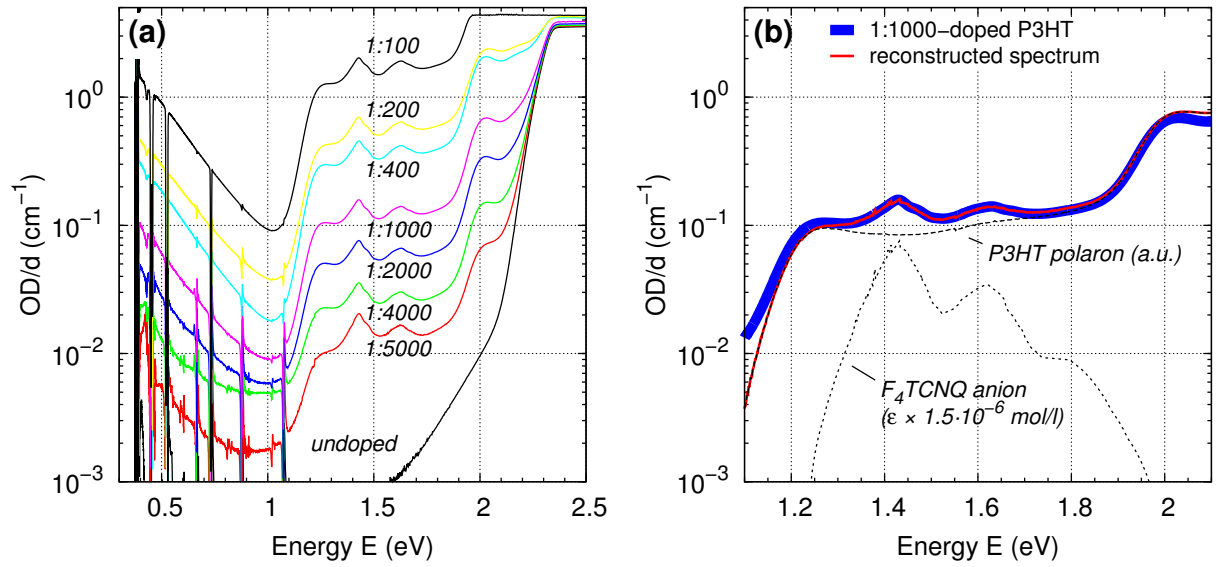 (a)
OD/d (cm⁻¹)
10⁰
10⁻¹
10⁻²
10⁻³
1:100
1:200
1:400
1:1000
1:2000
1:4000
1:5000
undoped
0.5 1 1.5 2 2.5
Energy E (eV)
(b)
1:1000−doped P3HT
reconstructed spectrum
OD/d (cm⁻¹)
10⁰
10⁻¹
10⁻²
10⁻³
P3HT polaron (a.u.)
F₄TCNQ anion
(ε × 1.5·10⁻⁶ mol/l)
1.2 1.4 1.6 1.8 2
Energy E (eV)